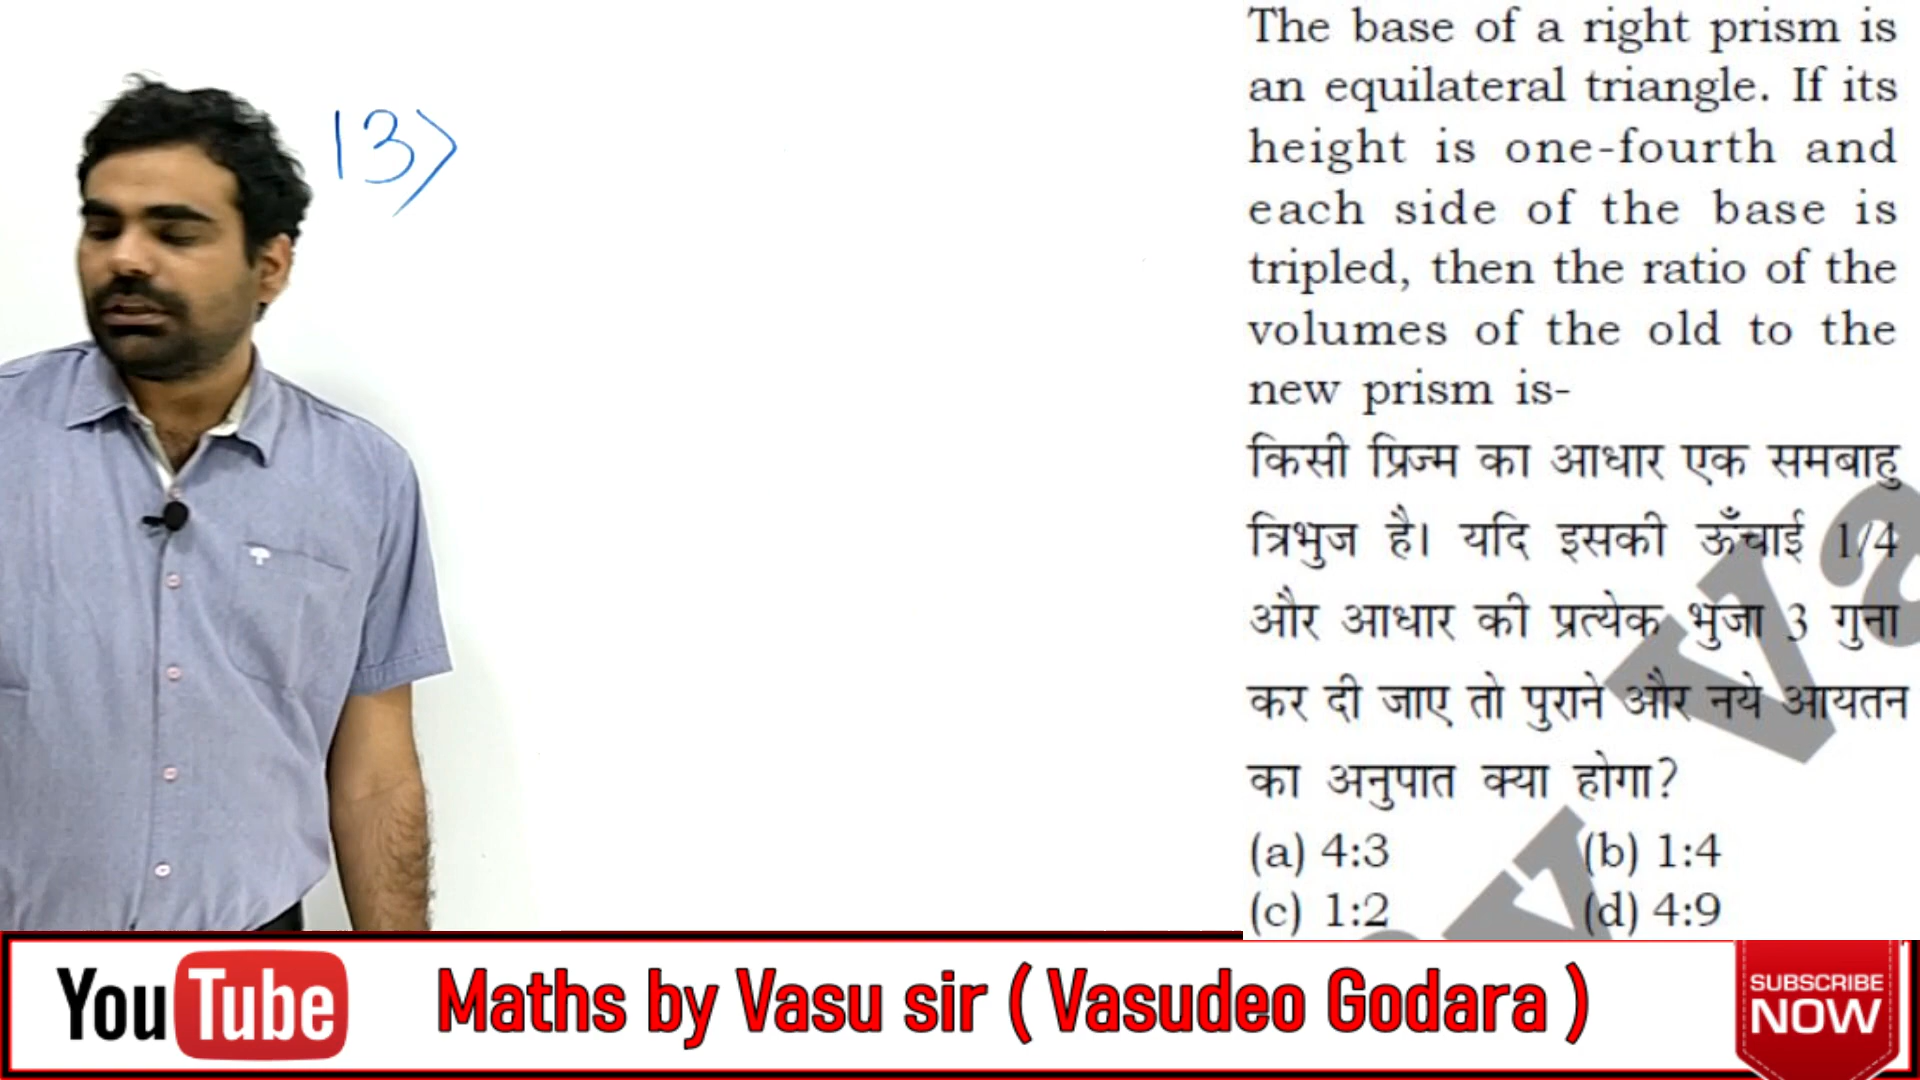 13>
The base of a right prism is
an equilateral triangle. If its
height is one-fourth and
each side of the base is
tripled, then the ratio of the
volumes of the old to the
new prism is-
किसी प्रिज्म का आधार एक समबाहु
त्रिभुज है। यदि इसकी ऊँचाई 1/4
और आधार की प्रत्येक भुजा 3 गुना
कर दी जाए तो पुराने और नये आयतन
का अनुपात क्या होगा?
(a) 4:3 (b) 1:4
(c) 1:2 (d) 4:9
YouTube
Maths by Vasu sir ( Vasudeo Godara )
SUBSCRIBE
NOW